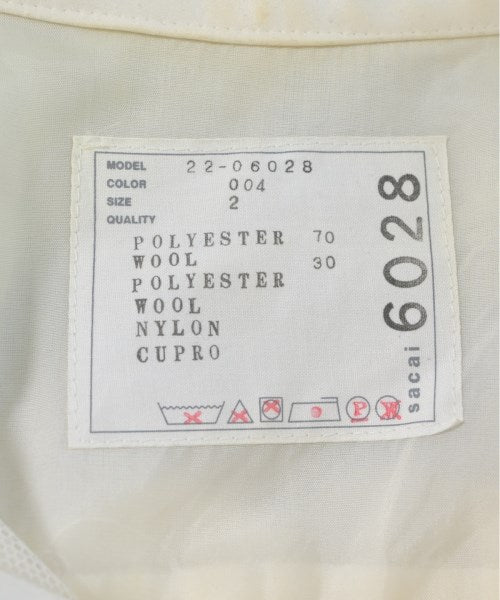 MODEL 22-06028
COLOR 004
SIZE 2
QUALITY
POLYESTER 70
WOOL 30
POLYESTER
WOOL
NYLON
CUPRO
P W
sacai 6028